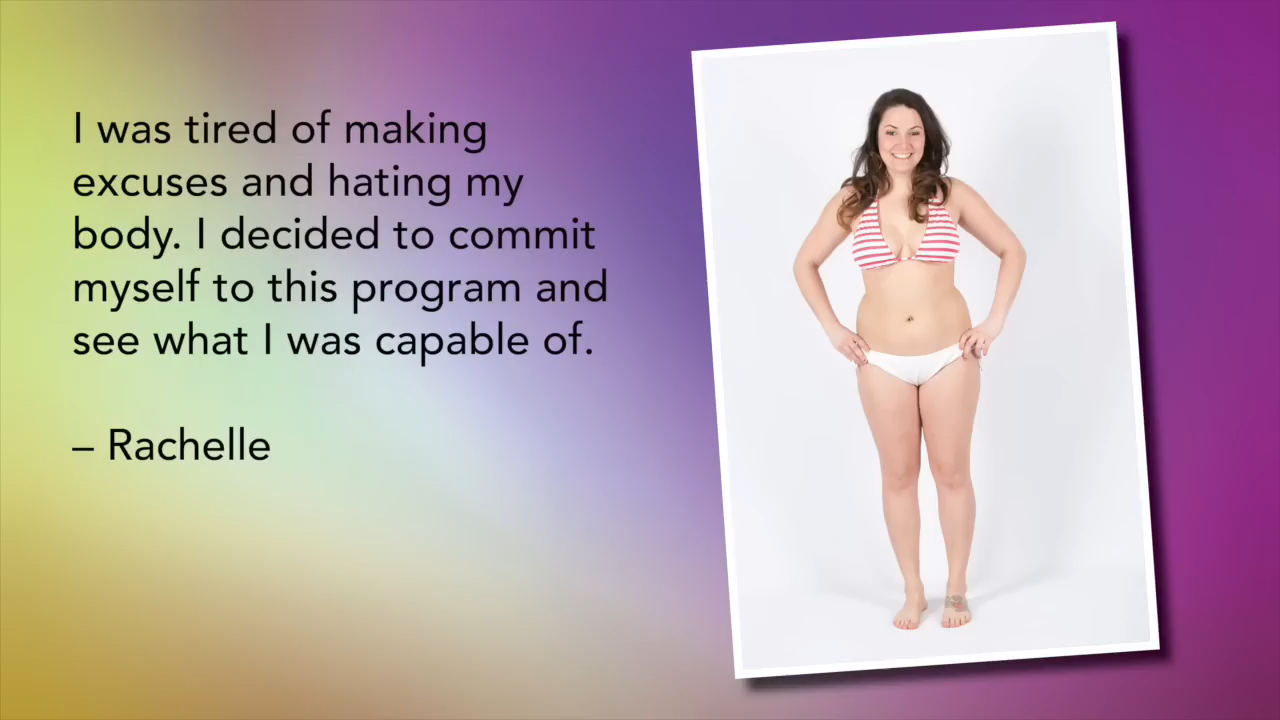 I was tired of making
excuses and hating my
body. I decided to commit
myself to this program and
see what I was capable of.
– Rachelle